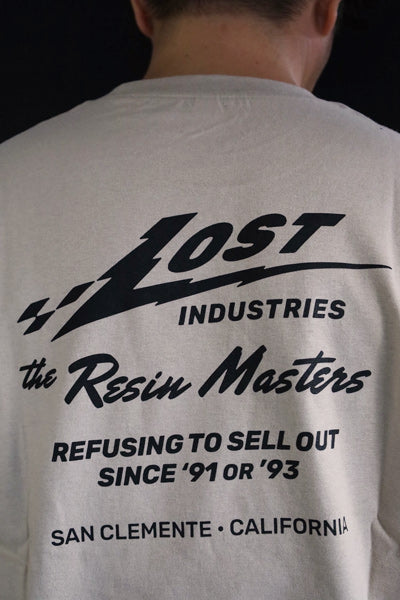 LOST
INDUSTRIES
the Resin Masters
REFUSING TO SELL OUT
SINCE ‘91 OR ’93
SAN CLEMENTE • CALIFORNIA